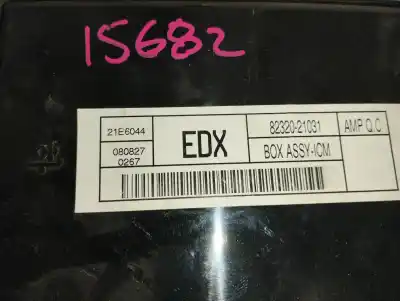 15682
21E6044
EDX
82320-21031
AMP Q.C
080827
0267
BOX ASSY-ICM